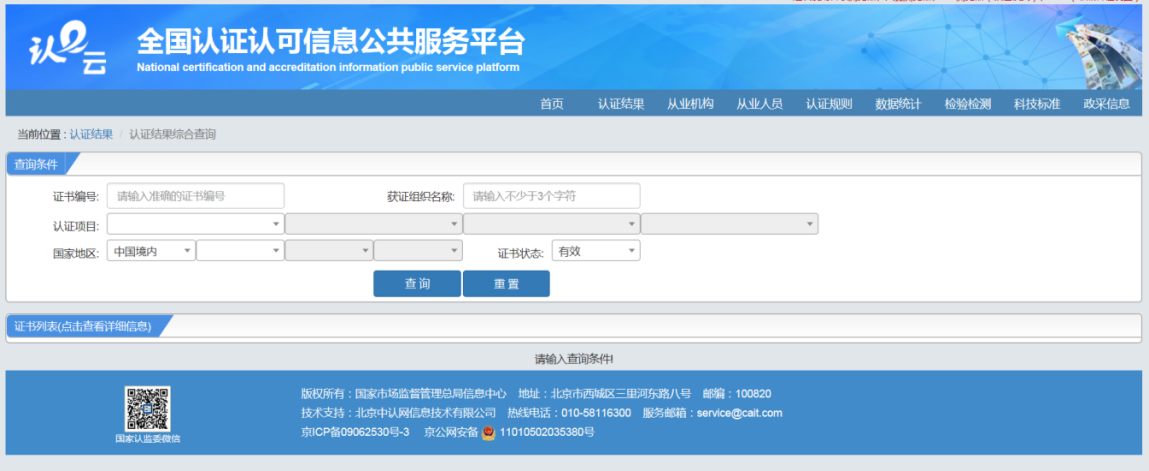 认e云
全国认证认可信息公共服务平台
National certification and accreditation information public service platform
首页 认证结果 从业机构 从业人员 认证规则 数据统计 检验检测 科技标准 政采信息
当前位置：认证结果 / 认证结果综合查询
查询条件
证书编号: 请输入准确的证书编号 获证组织名称: 请输入不少于3个字符
认证项目:
国家地区: 中国境内 证书状态: 有效
查 询 重 置
证书列表(点击查看详细信息)
请输入查询条件!
版权所有：国家市场监督管理总局信息中心 地址：北京市西城区三里河东路八号 邮编：100820
技术支持：北京中认网信息技术有限公司 热线电话：010-58116300 服务邮箱：service@cait.com
京ICP备09062530号-3 京公网安备 11010502035380号
国家认监委微信